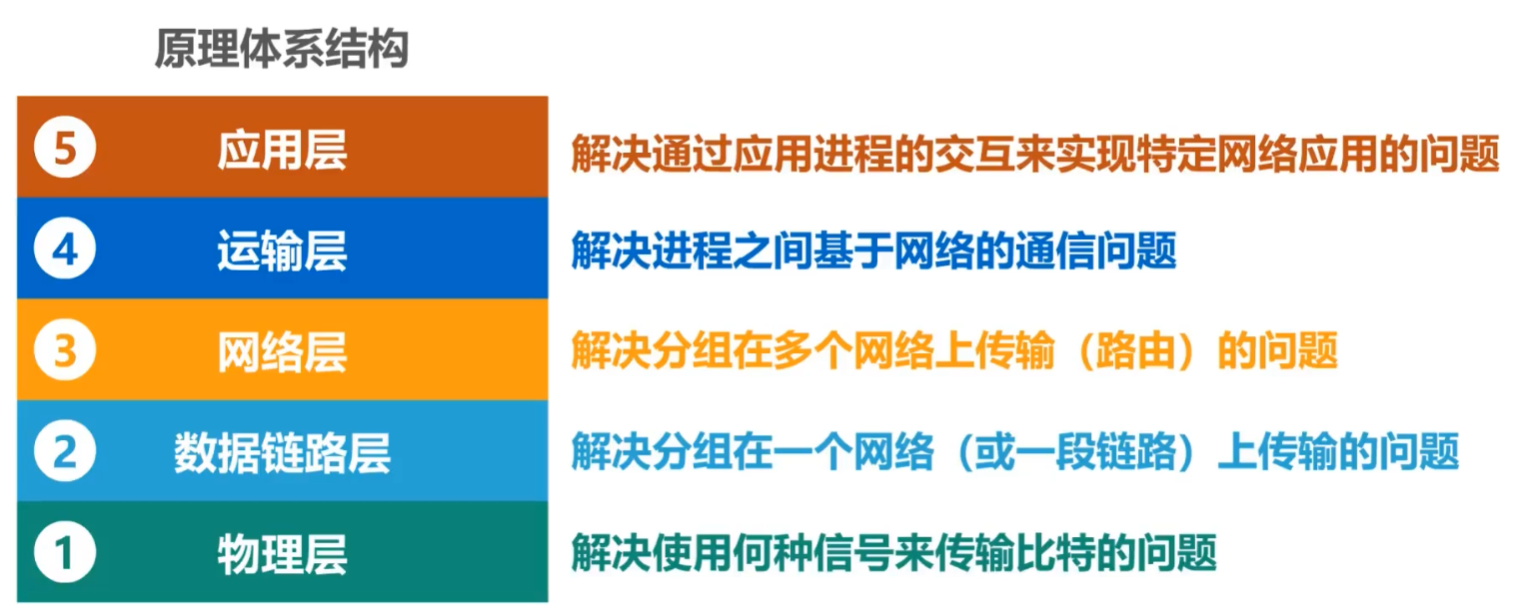 原理体系结构
5 应用层 解决通过应用进程的交互来实现特定网络应用的问题
4 运输层 解决进程之间基于网络的通信问题
3 网络层 解决分组在多个网络上传输（路由）的问题
2 数据链路层 解决分组在一个网络（或一段链路）上传输的问题
1 物理层 解决使用何种信号来传输比特的问题